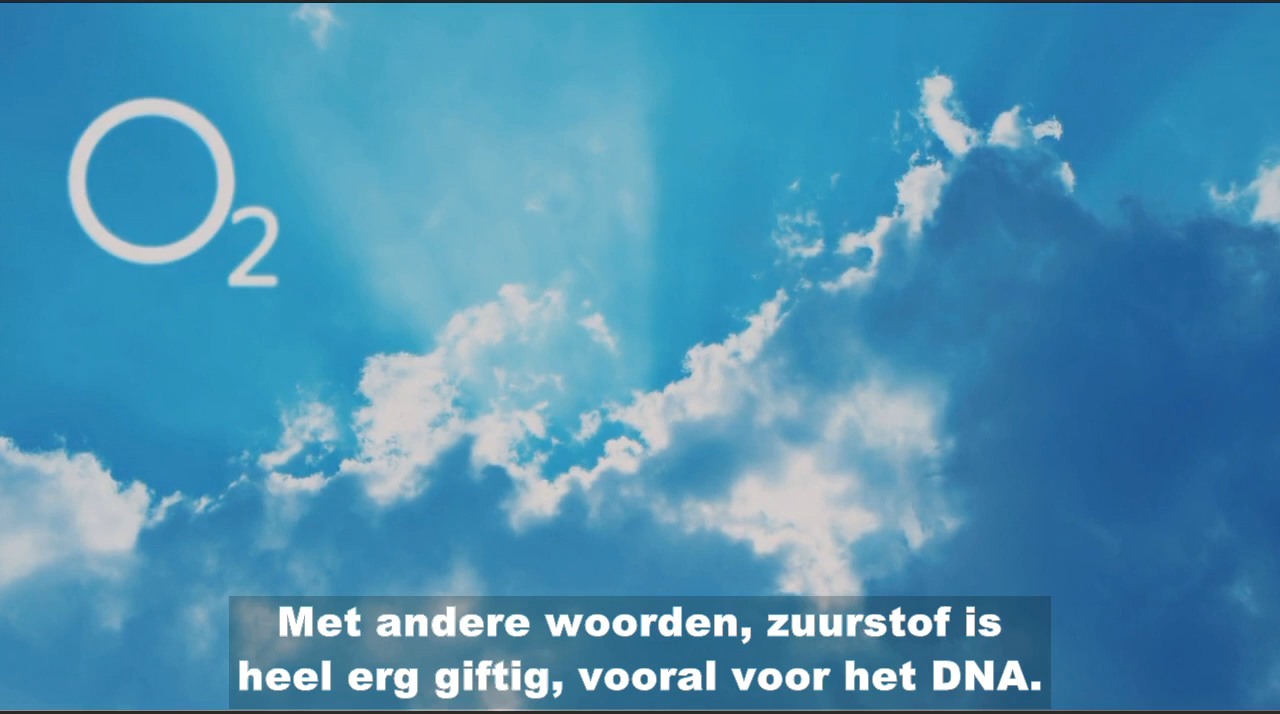 O2
Met andere woorden, zuurstof is
heel erg giftig, vooral voor het DNA.